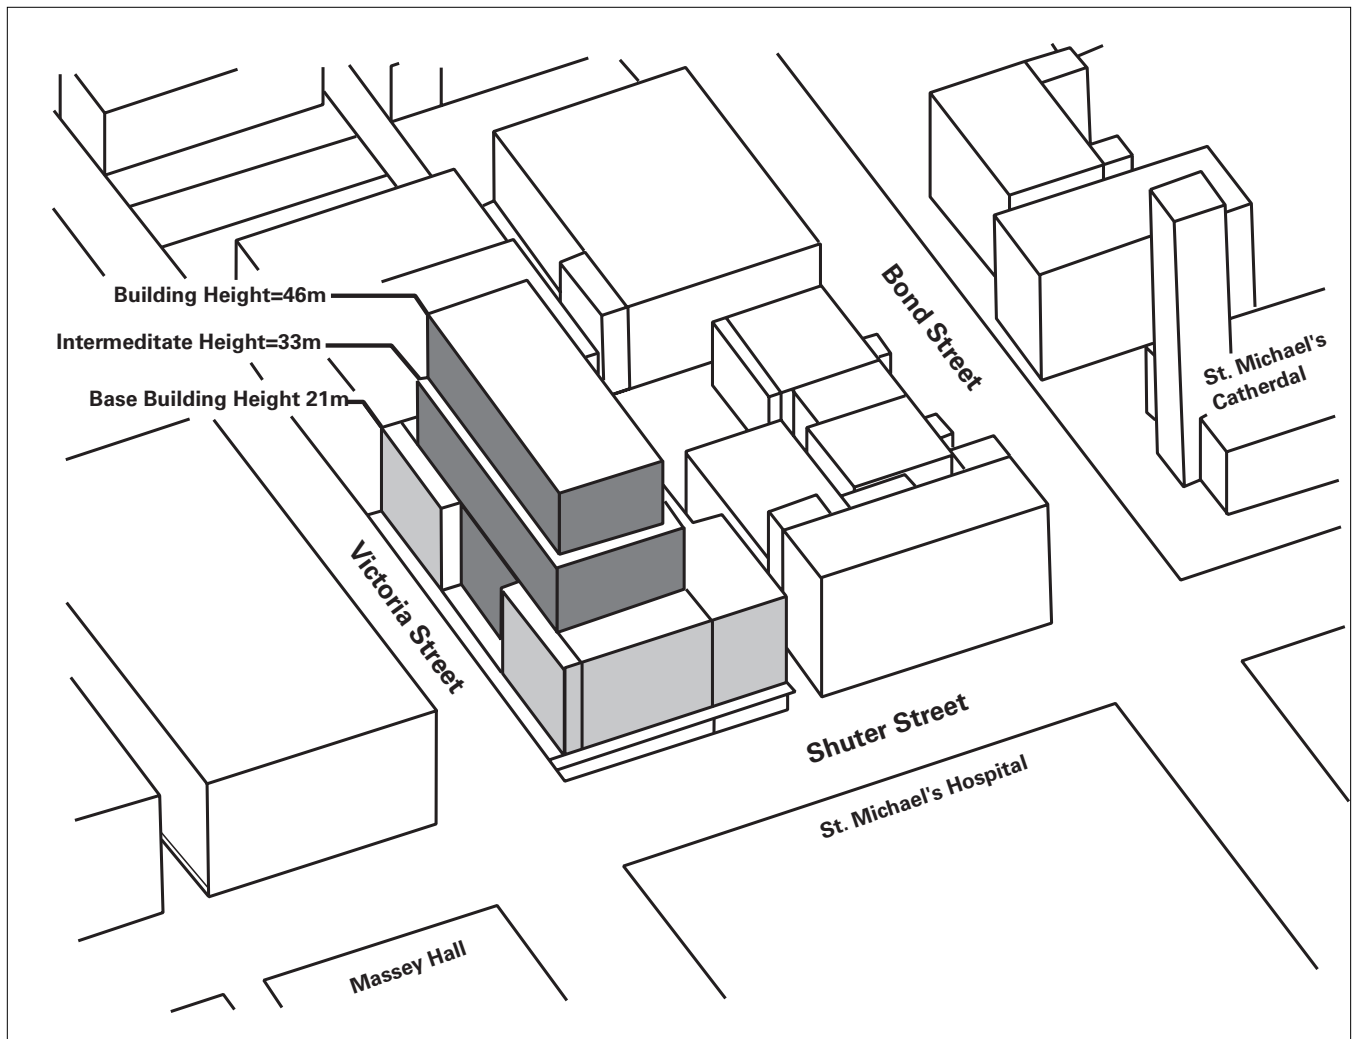 Building Height=46m
Intermeditate Height=33m
Base Building Height 21m
Bond Street
St. Michael's
Catherdal
Victoria Street
Shuter Street
St. Michael's Hospital
Massey Hall